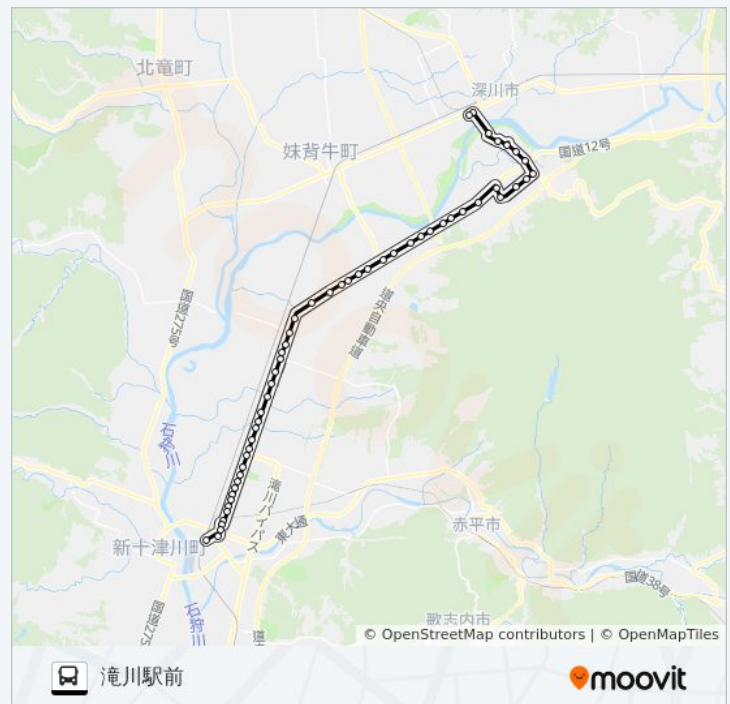 北竜町
深川市
妹背牛町
国道12号
国道275号
道央自動車道
石狩川
滝川バイパス
東大通
赤平市
新十津川町
国道38号
歌志内市
石狩川
国道275
道央
© OpenStreetMap contributors | © OpenMapTiles
滝川駅前
moovit